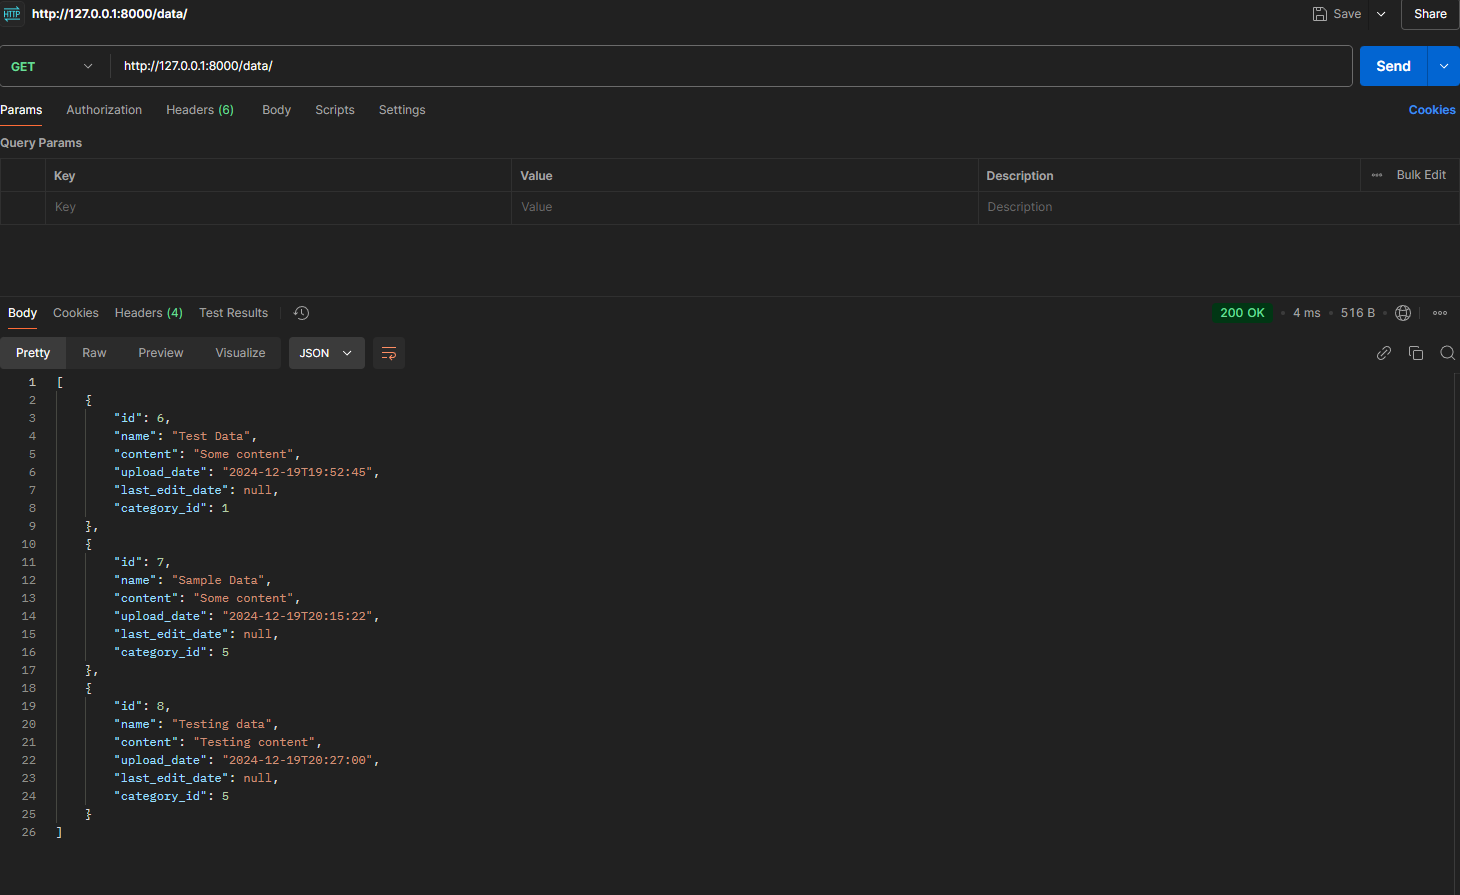 HTTP http://127.0.0.1:8000/data/ Save Share
GET http://127.0.0.1:8000/data/ Send
Params Authorization Headers (6) Body Scripts Settings Cookies
Query Params
Key Value Description Bulk Edit
Key Value Description
Body Cookies Headers (4) Test Results 200 OK 4 ms 516 B
Pretty Raw Preview Visualize JSON
1 [
2 {
3 "id": 6,
4 "name": "Test Data",
5 "content": "Some content",
6 "upload_date": "2024-12-19T19:52:45",
7 "last_edit_date": null,
8 "category_id": 1
9 },
10 {
11 "id": 7,
12 "name": "Sample Data",
13 "content": "Some content",
14 "upload_date": "2024-12-19T20:15:22",
15 "last_edit_date": null,
16 "category_id": 5
17 },
18 {
19 "id": 8,
20 "name": "Testing data",
21 "content": "Testing content",
22 "upload_date": "2024-12-19T20:27:00",
23 "last_edit_date": null,
24 "category_id": 5
25 }
26 ]